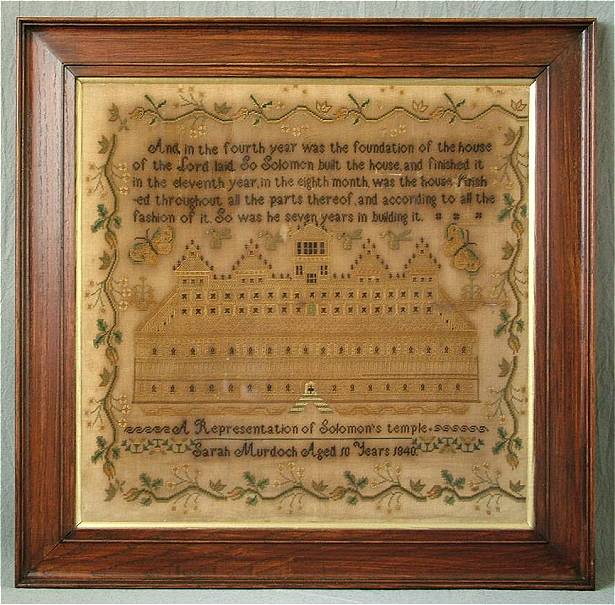 And, in the fourth year was the foundation of the house
of the Lord laid. So Solomon built the house, and finished it
in the eleventh year, in the eighth month, was the house finish
-ed throughout all the parts thereof, and according to all the
fashion of it. So was he seven years in building it.
A Representation of Solomon's temple.
Sarah Murdoch Aged 10 Years 1840.